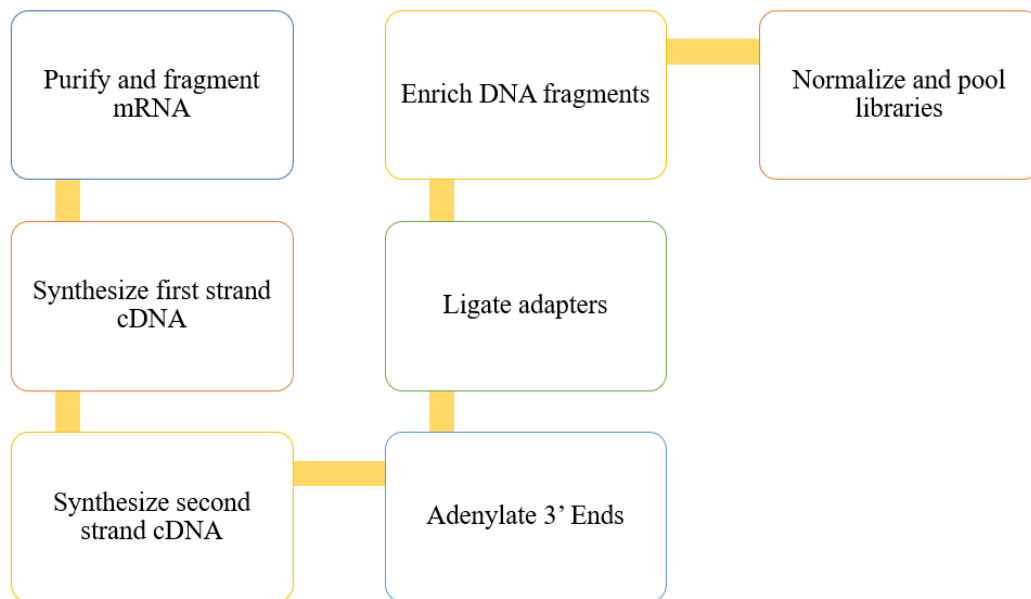 Purify and fragment
mRNA
Synthesize first strand
cDNA
Synthesize second
strand cDNA
Adenylate 3’ Ends
Ligate adapters
Enrich DNA fragments
Normalize and pool
libraries